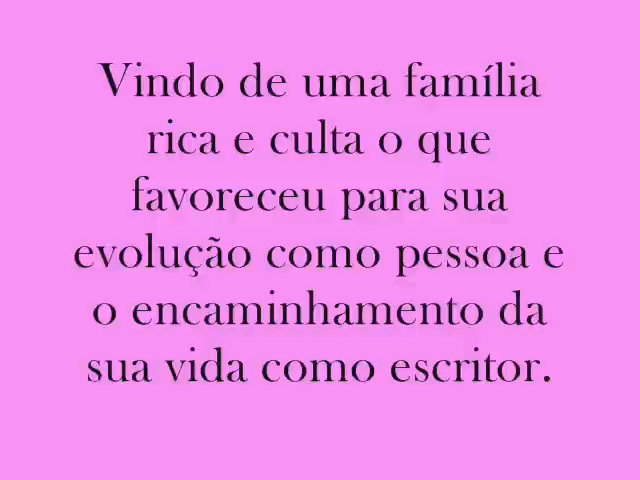 Vindo de uma família
rica e culta o que
favoreceu para sua
evolução como pessoa e
o encaminhamento da
sua vida como escritor.